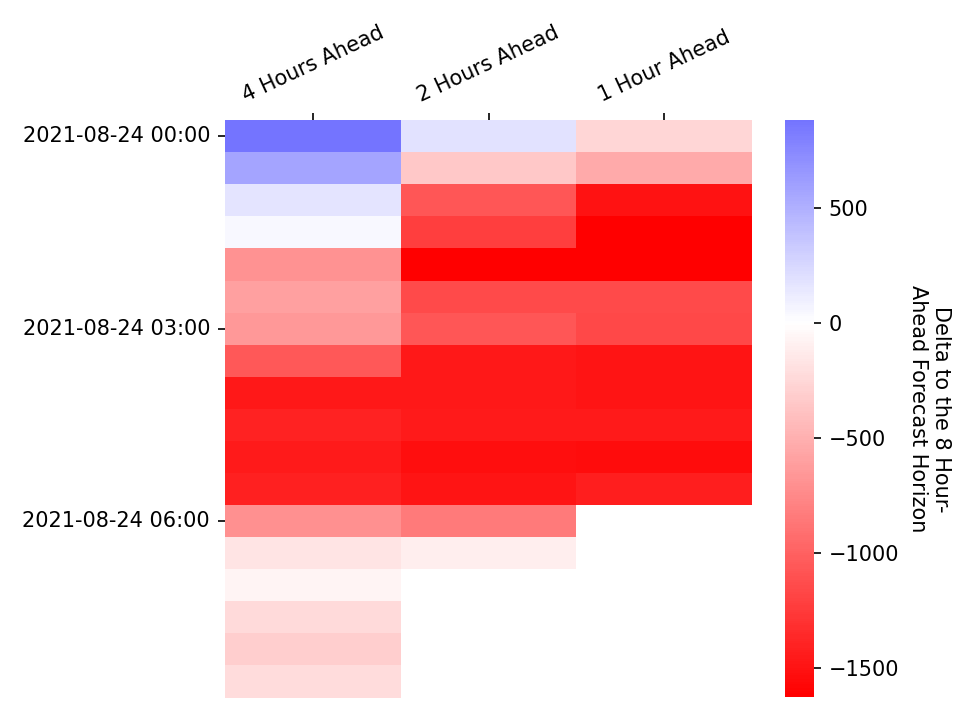 4 Hours Ahead
2 Hours Ahead
1 Hour Ahead
2021-08-24 00:00
2021-08-24 03:00
2021-08-24 06:00
500
0
−500
−1000
−1500
Delta to the 8 Hour-
Ahead Forecast Horizon